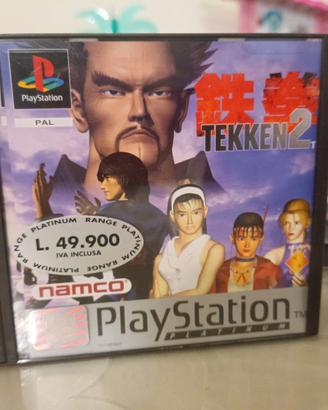 PlayStation
PAL
鉄拳
TEKKEN 2
PLATINUM RANGE PLATINUM RANGE PLATINUM RANGE
L. 49.900
IVA INCLUSA
namco
PlayStation TM
PLATINUM